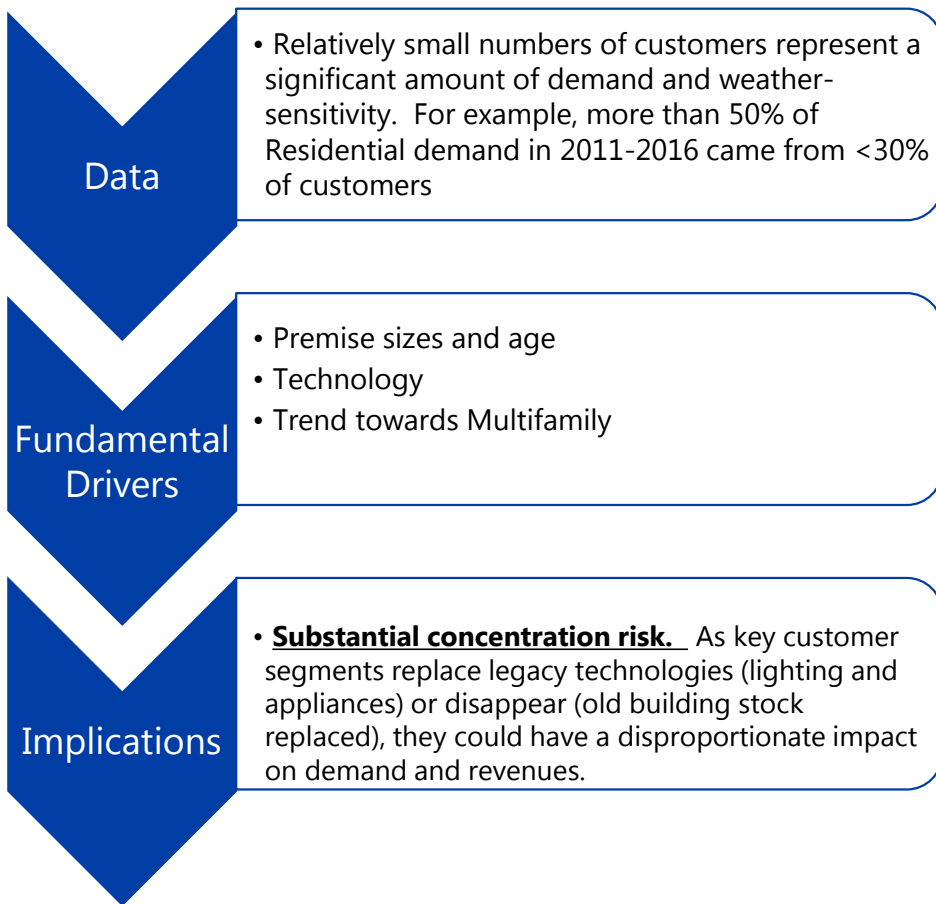 Data
• Relatively small numbers of customers represent a
significant amount of demand and weather-
sensitivity.  For example, more than 50% of
Residential demand in 2011-2016 came from <30%
of customers
Fundamental
Drivers
• Premise sizes and age
• Technology
• Trend towards Multifamily
Implications
• Substantial concentration risk.  As key customer
segments replace legacy technologies (lighting and
appliances) or disappear (old building stock
replaced), they could have a disproportionate impact
on demand and revenues.